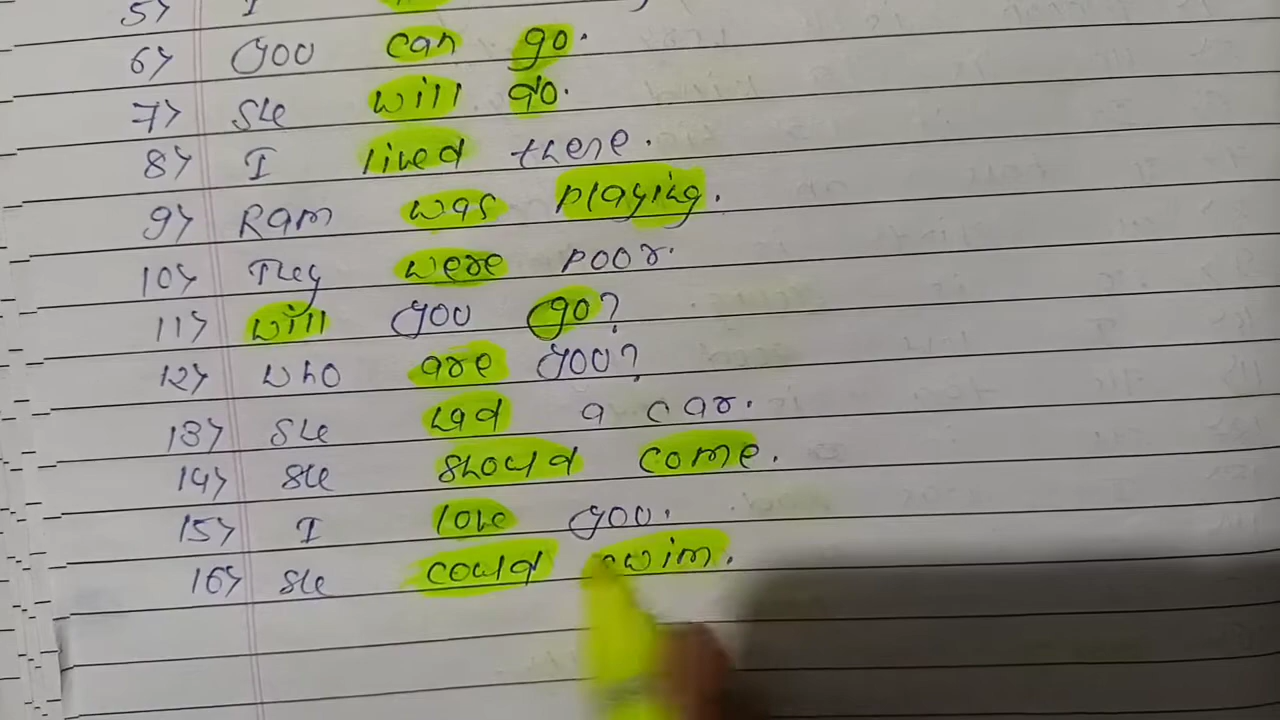 5> I
6> You can go.
7> She will go.
8> I lived there.
9> Ram was playing.
10> They were poor.
11> will you go?
12> who are you?
13> She had a car.
14> She should come.
15> I love you.
16> She could swim.